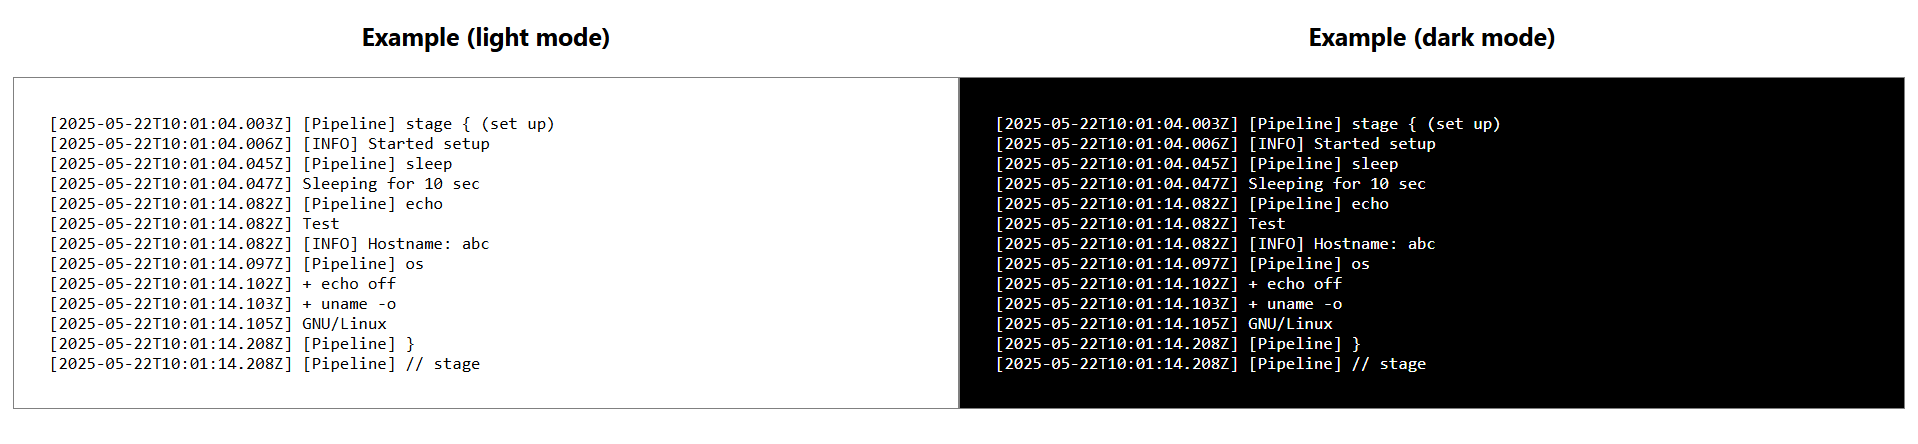 Example (light mode)
[2025-05-22T10:01:04.003Z] [Pipeline] stage { (set up)
[2025-05-22T10:01:04.006Z] [INFO] Started setup
[2025-05-22T10:01:04.045Z] [Pipeline] sleep
[2025-05-22T10:01:04.047Z] Sleeping for 10 sec
[2025-05-22T10:01:14.082Z] [Pipeline] echo
[2025-05-22T10:01:14.082Z] Test
[2025-05-22T10:01:14.082Z] [INFO] Hostname: abc
[2025-05-22T10:01:14.097Z] [Pipeline] os
[2025-05-22T10:01:14.102Z] + echo off
[2025-05-22T10:01:14.103Z] + uname -o
[2025-05-22T10:01:14.105Z] GNU/Linux
[2025-05-22T10:01:14.208Z] [Pipeline] }
[2025-05-22T10:01:14.208Z] [Pipeline] // stage
Example (dark mode)
[2025-05-22T10:01:04.003Z] [Pipeline] stage { (set up)
[2025-05-22T10:01:04.006Z] [INFO] Started setup
[2025-05-22T10:01:04.045Z] [Pipeline] sleep
[2025-05-22T10:01:04.047Z] Sleeping for 10 sec
[2025-05-22T10:01:14.082Z] [Pipeline] echo
[2025-05-22T10:01:14.082Z] Test
[2025-05-22T10:01:14.082Z] [INFO] Hostname: abc
[2025-05-22T10:01:14.097Z] [Pipeline] os
[2025-05-22T10:01:14.102Z] + echo off
[2025-05-22T10:01:14.103Z] + uname -o
[2025-05-22T10:01:14.105Z] GNU/Linux
[2025-05-22T10:01:14.208Z] [Pipeline] }
[2025-05-22T10:01:14.208Z] [Pipeline] // stage